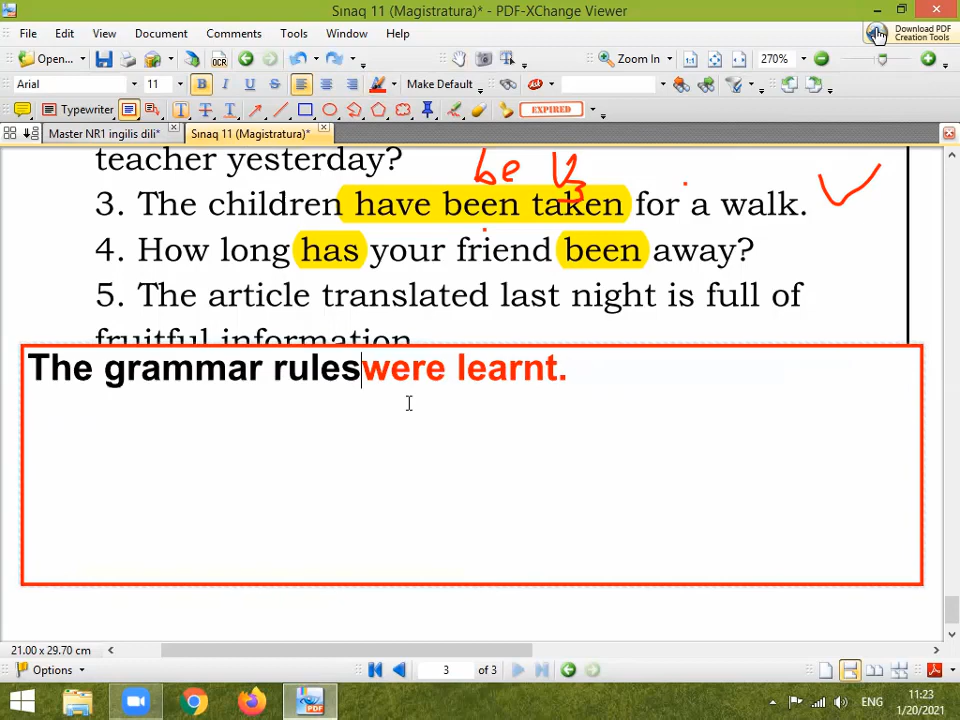 Sınaq 11 (Magistratura)* - PDF-XChange Viewer
File Edit View Document Comments Tools Window Help
Download PDF Creation Tools
Open... OCR Zoom In 270%
Arial 11 B I U S Make Default
Typewriter EXPIRED
Master NR1 ingilis dili* Sınaq 11 (Magistratura)*
teacher yesterday?
be V3
3. The children have been taken for a walk.
4. How long has your friend been away?
5. The article translated last night is full of
fruitful information
The grammar rules were learnt.
21.00 x 29.70 cm
Options 3 of 3
ENG 11:23
1/20/2021